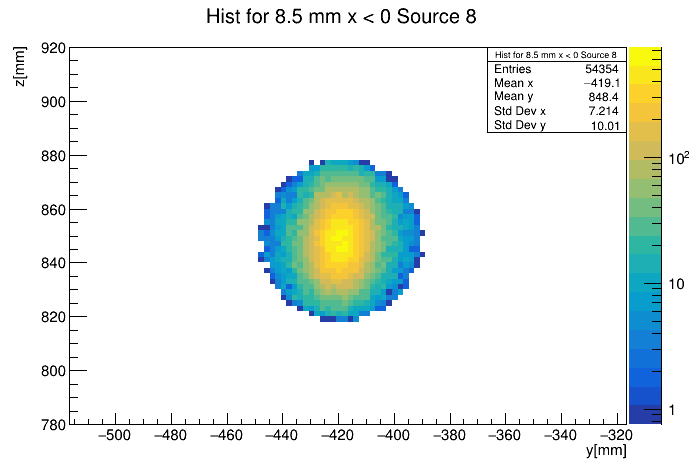 Hist for 8.5 mm x < 0 Source 8
z[mm]
920
900
880
860
840
820
800
780
Hist for 8.5 mm x < 0 Source 8
Entries 54354
Mean x −419.1
Mean y 848.4
Std Dev x 7.214
Std Dev y 10.01
10²
10
1
−500 −480 −460 −440 −420 −400 −380 −360 −340 −320
y[mm]